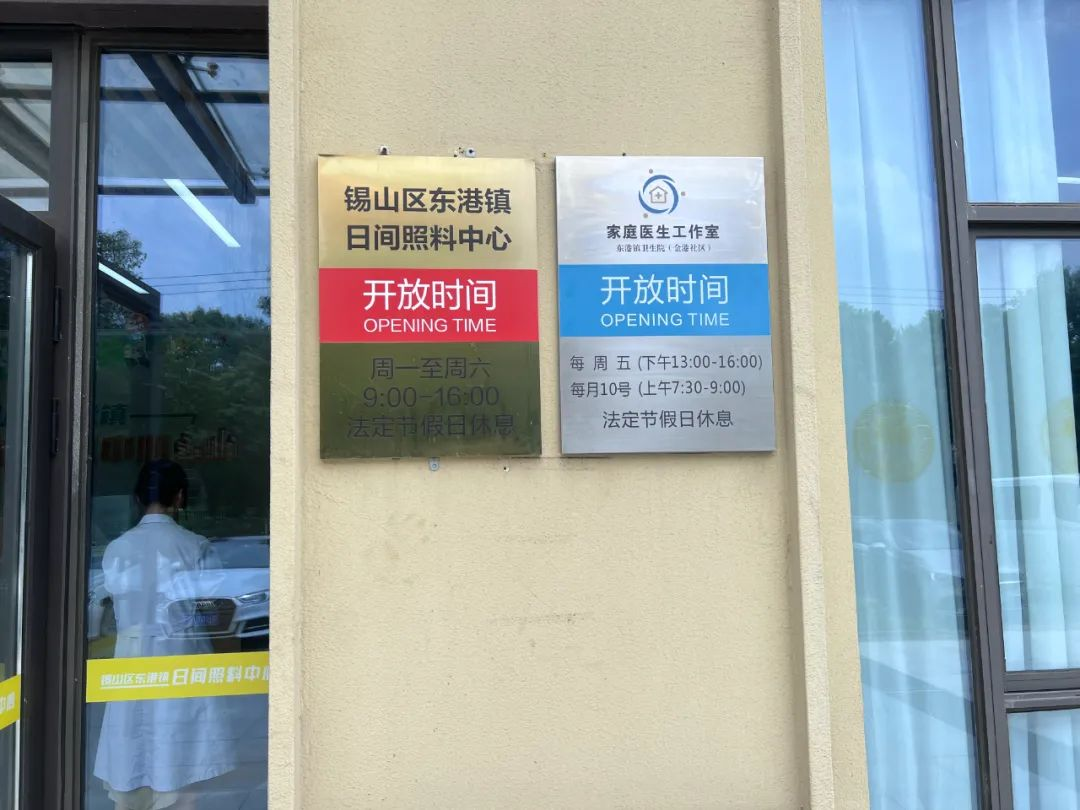 锡山区东港镇
日间照料中心
开放时间
OPENING TIME
周一至周六
9:00-16:00
法定节假日休息
家庭医生工作室
东港镇卫生院(金港社区)
开放时间
OPENING TIME
每 周 五 (下午13:00-16:00)
每月10号 (上午7:30-9:00)
法定节假日休息
锡山区东港镇 日间照料中心
中心